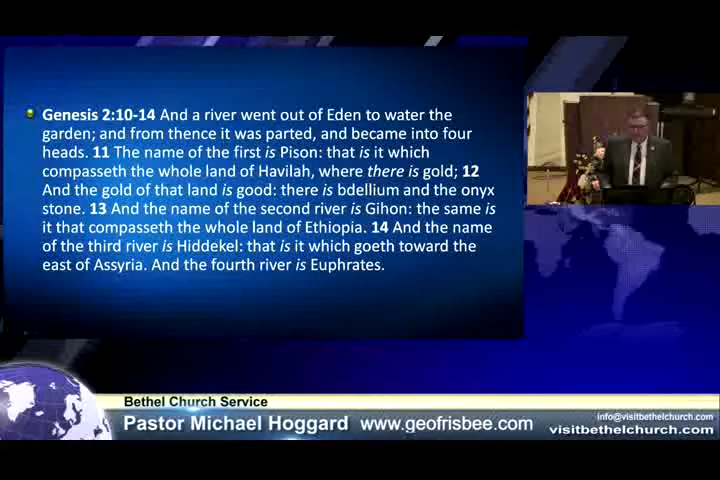 Genesis 2:10-14 And a river went out of Eden to water the
garden; and from thence it was parted, and became into four
heads. 11 The name of the first is Pison: that is it which
compasseth the whole land of Havilah, where there is gold; 12
And the gold of that land is good: there is bdellium and the onyx
stone. 13 And the name of the second river is Gihon: the same is
it that compasseth the whole land of Ethiopia. 14 And the name
of the third river is Hiddekel: that is it which goeth toward the
east of Assyria. And the fourth river is Euphrates.
Bethel Church Service
Pastor Michael Hoggard www.geofrisbee.com
info@visitbethelchurch.com
visitbethelchurch.com